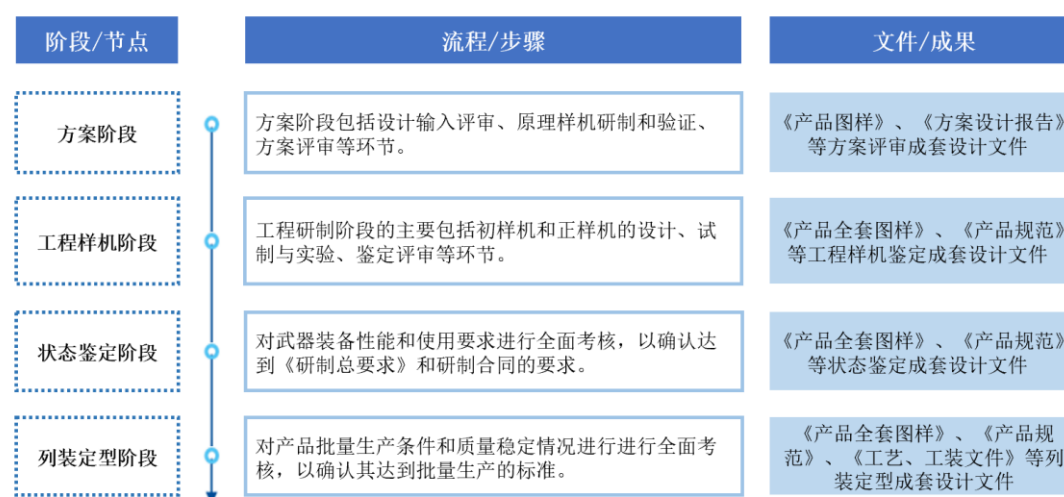 阶段/节点
流程/步骤
文件/成果
方案阶段
方案阶段包括设计输入评审、原理样机研制和验证、
方案评审等环节。
《产品图样》、《方案设计报告》
等方案评审成套设计文件
工程样机阶段
工程研制阶段的主要包括初样机和正样机的设计、试
制与实验、鉴定评审等环节。
《产品全套图样》、《产品规范》
等工程样机鉴定成套设计文件
状态鉴定阶段
对武器装备性能和使用要求进行全面考核，以确认达
到《研制总要求》和研制合同的要求。
《产品全套图样》、《产品规范》
等状态鉴定成套设计文件
列装定型阶段
对产品批量生产条件和质量稳定情况进行进行全面考
核，以确认其达到批量生产的标准。
《产品全套图样》、《产品规
范》、《工艺、工装文件》等列
装定型成套设计文件